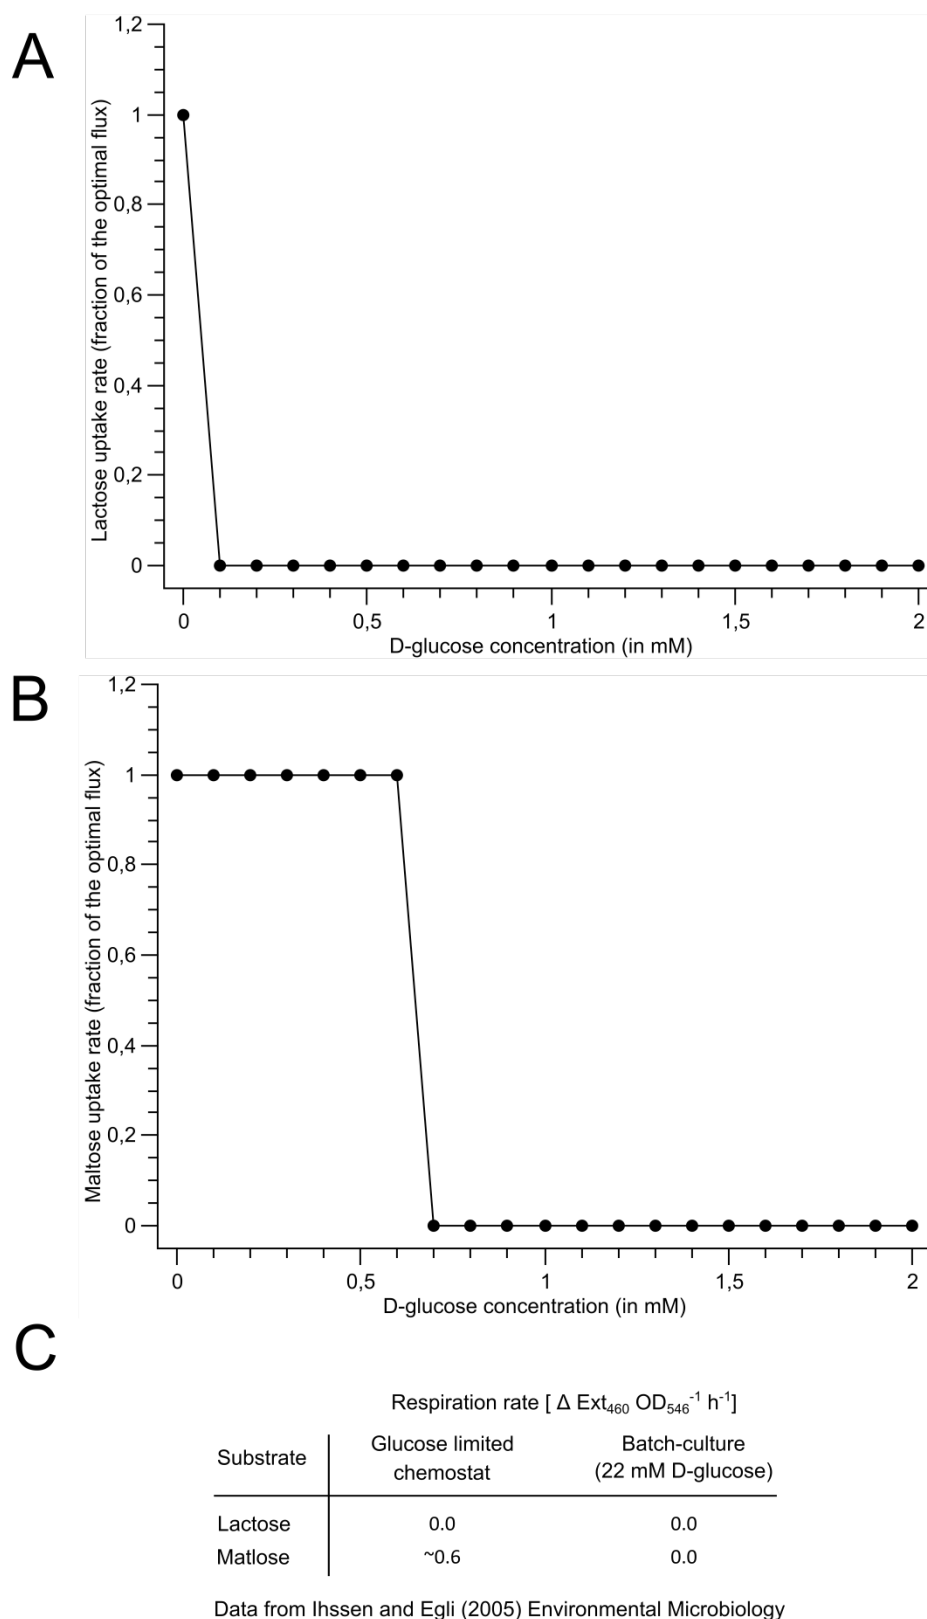 A
Lactose uptake rate (fraction of the optimal flux)
1,2
1
0,8
0,6
0,4
0,2
0
0 0,5 1 1,5 2
D-glucose concentration (in mM)
B
Maltose uptake rate (fraction of the optimal flux)
1,2
1
0,8
0,6
0,4
0,2
0
0 0,5 1 1,5 2
D-glucose concentration (in mM)
C
Respiration rate [ Δ Ext₄₆₀ OD₅₄₆⁻¹ h⁻¹]
Substrate
Glucose limited
chemostat
Batch-culture
(22 mM D-glucose)
Lactose 0.0 0.0
Matlose ~0.6 0.0
Data from Ihssen and Egli (2005) Environmental Microbiology